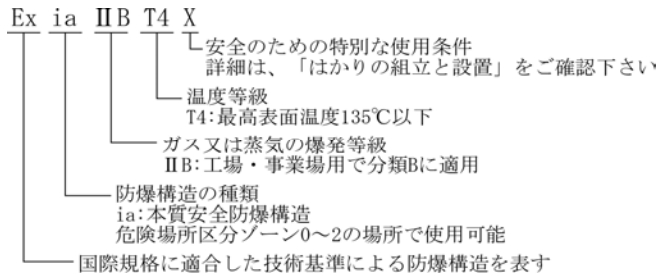 Ex ia ⅡB T4 X
安全のための特別な使用条件
詳細は、「はかりの組立と設置」をご確認下さい
温度等級
T4:最高表面温度135℃以下
ガス又は蒸気の爆発等級
ⅡB:工場・事業場用で分類Bに適用
防爆構造の種類
ia:本質安全防爆構造
危険場所区分ゾーン0～2の場所で使用可能
国際規格に適合した技術基準による防爆構造を表す